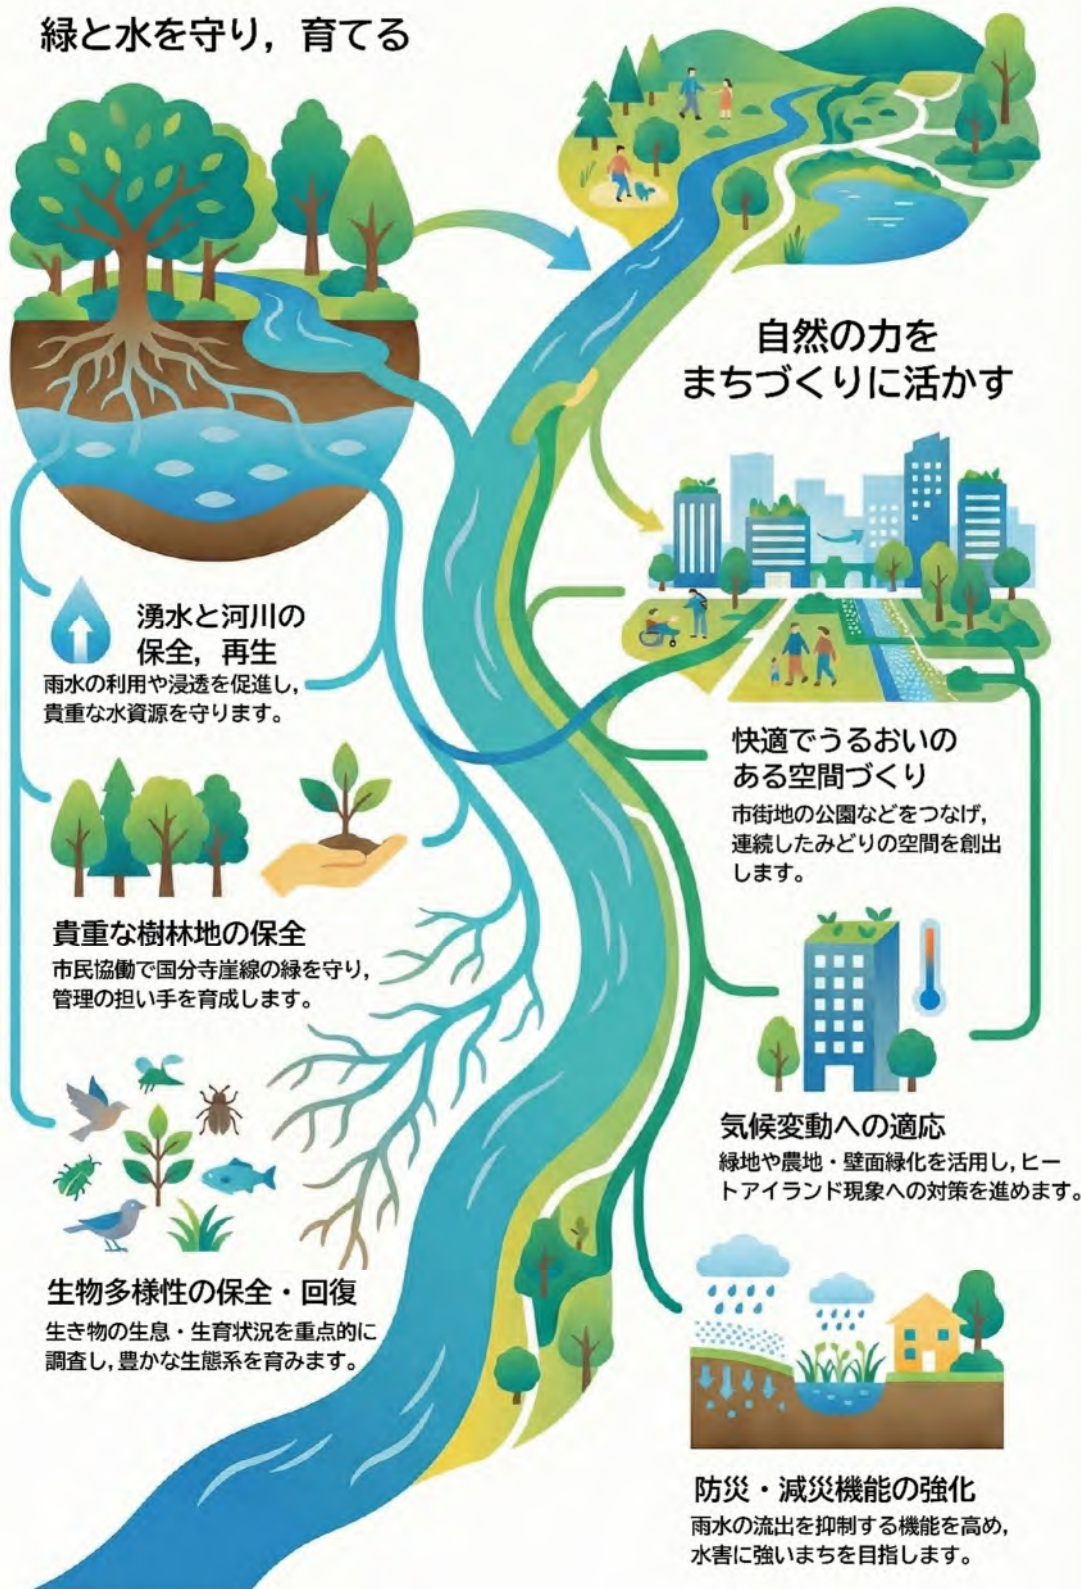 緑と水を守り，育てる
湧水と河川の
保全，再生
雨水の利用や浸透を促進し，
貴重な水資源を守ります。
貴重な樹林地の保全
市民協働で国分寺崖線の緑を守り，
管理の担い手を育成します。
生物多様性の保全・回復
生き物の生息・生育状況を重点的に
調査し，豊かな生態系を育みます。
自然の力を
まちづくりに活かす
快適でうるおいの
ある空間づくり
市街地の公園などをつなげ，
連続したみどりの空間を創出
します。
気候変動への適応
緑地や農地・壁面緑化を活用し，ヒー
トアイランド現象への対策を進めます。
防災・減災機能の強化
雨水の流出を抑制する機能を高め，
水害に強いまちを目指します。